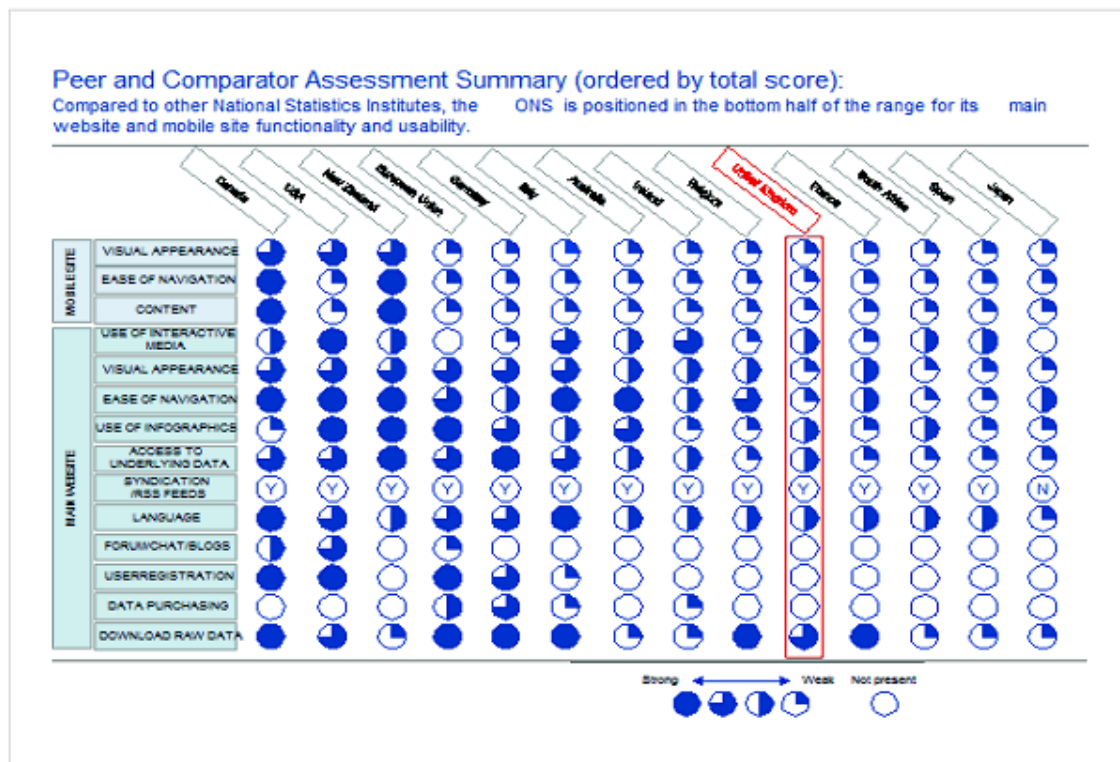 Peer and Comparator Assessment Summary (ordered by total score):
Compared to other National Statistics Institutes, the ONS is positioned in the bottom half of the range for its main
website and mobile site functionality and usability.
Canada USA New Zealand European Union Germany Italy Australia Ireland Belgium United Kingdom France South Africa Spain Japan
MOBILE SITE
VISUAL APPEARANCE
EASE OF NAVIGATION
CONTENT
MAIN WEBSITE
USE OF INTERACTIVE
MEDIA
VISUAL APPEARANCE
EASE OF NAVIGATION
USE OF INFOGRAPHICS
ACCESS TO
UNDERLYING DATA
SYNDICATION
/RSS FEEDS
Y Y Y Y Y Y Y Y Y Y Y Y Y N
LANGUAGE
FORUM/CHAT/BLOGS
USERREGISTRATION
DATA PURCHASING
DOWNLOAD RAW DATA
Strong Weak Not present